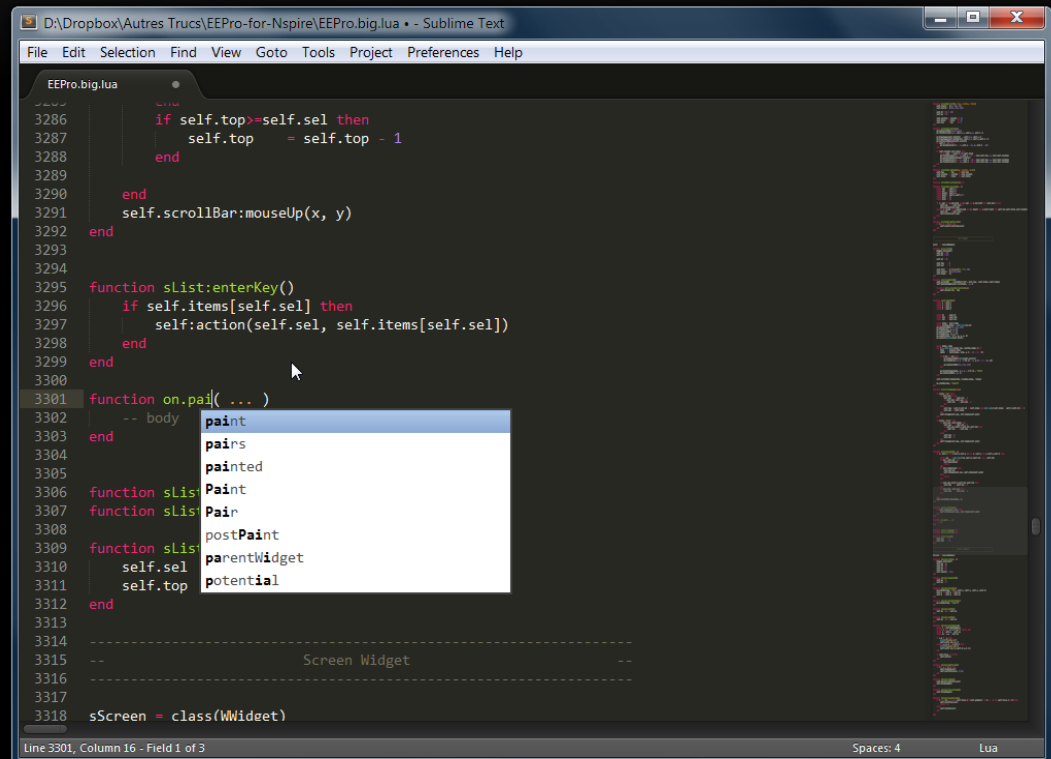 D:\Dropbox\Autres Trucs\EEPro-for-Nspire\EEPro.big.lua • - Sublime Text
File Edit Selection Find View Goto Tools Project Preferences Help
EEPro.big.lua
3285 end
3286 if self.top>=self.sel then
3287 self.top = self.top - 1
3288 end
3289
3290 end
3291 self.scrollBar:mouseUp(x, y)
3292 end
3293
3294
3295 function sList:enterKey()
3296 if self.items[self.sel] then
3297 self:action(self.sel, self.items[self.sel])
3298 end
3299 end
3300
3301 function on.pai( ... )
3302 -- body
paint
3303 end
pairs
3304
painted
3305
Paint
3306 function sLis
3307 function sLis
Pair
3308
postPaint
3309 function sLis
parentWidget
3310 self.sel
potential
3311 self.top
3312 end
3313
3314 ------------------------------------------------------------------
3315 -- Screen Widget --
3316 ------------------------------------------------------------------
3317
3318 sScreen = class(WWidget)
Line 3301, Column 16 - Field 1 of 3
Spaces: 4
Lua